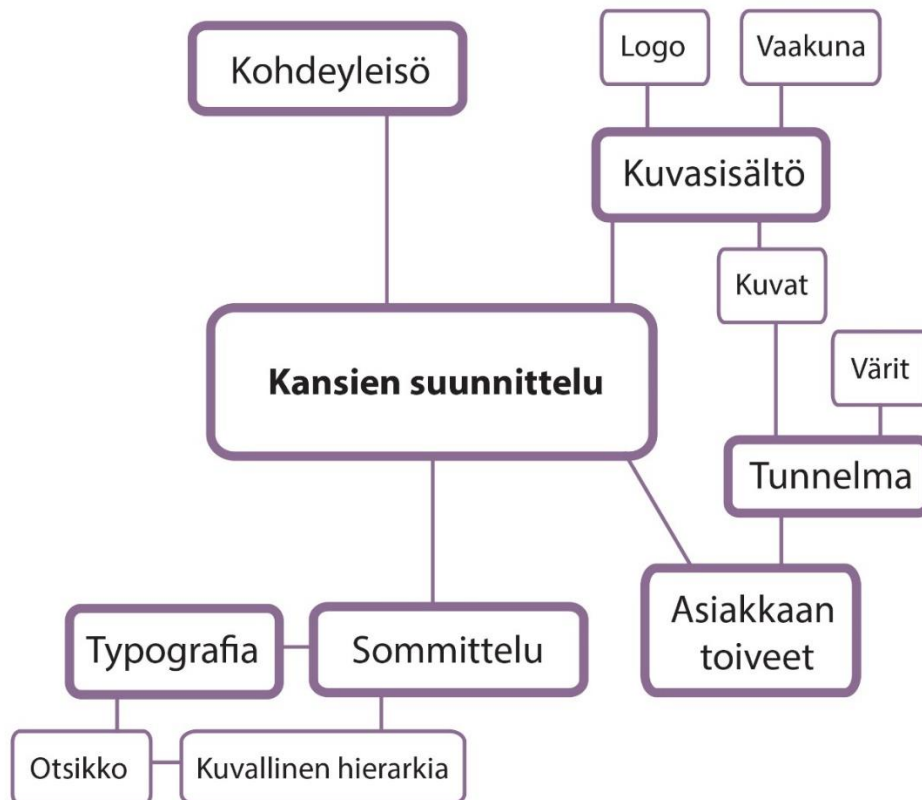 Logo
Vaakuna
Kohdeyleisö
Kuvasisältö
Kuvat
Värit
Kansien suunnittelu
Tunnelma
Asiakkaan
toiveet
Typografia
Sommittelu
Otsikko
Kuvallinen hierarkia